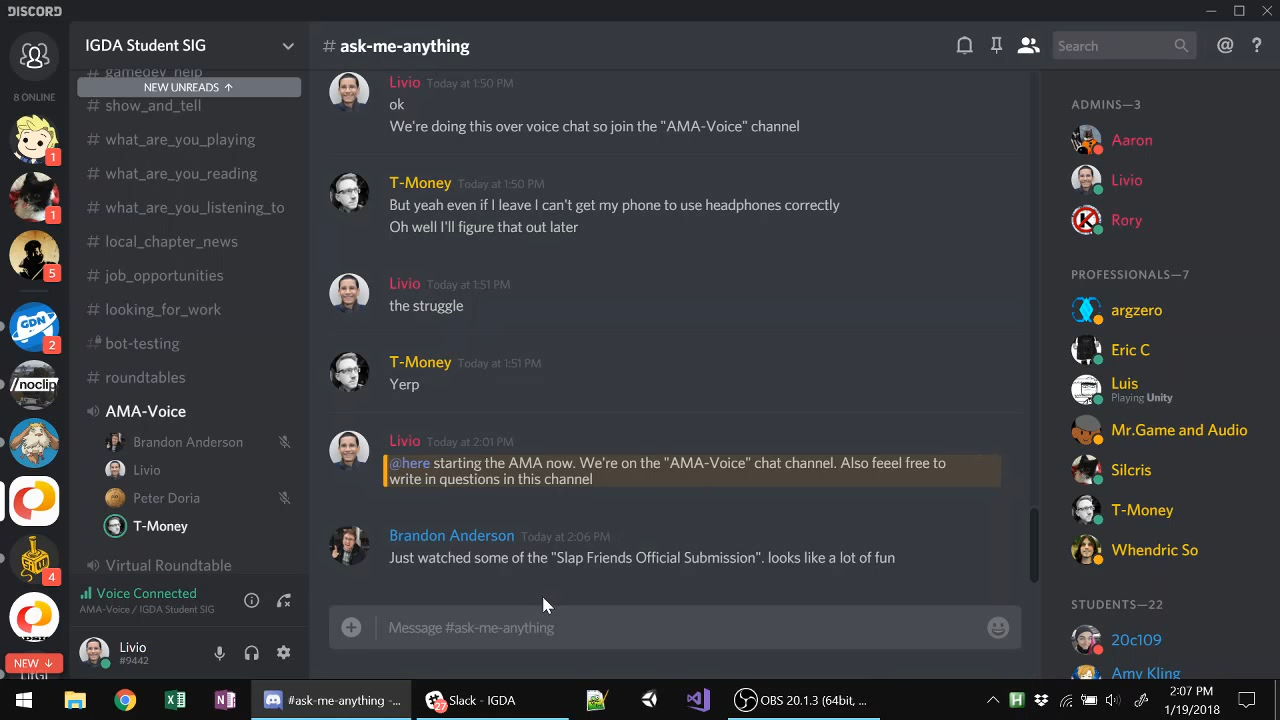 DISCORD
IGDA Student SIG
# ask-me-anything
Search
8 ONLINE
1
1
5
GDN
2
/noclip
4
NEW ↓
# gamedev_help
NEW UNREADS ↑
# show_and_tell
# what_are_you_playing
# what_are_you_reading
# what_are_you_listening_to
# local_chapter_news
# job_opportunities
# looking_for_work
# bot-testing
# roundtables
AMA-Voice
Brandon Anderson
Livio
Peter Doria
T-Money
Virtual Roundtable
Voice Connected
AMA-Voice / IGDA Student SIG
Livio
#9442
Livio Today at 1:50 PM
ok
We're doing this over voice chat so join the "AMA-Voice" channel
T-Money Today at 1:50 PM
But yeah even if I leave I can't get my phone to use headphones correctly
Oh well I'll figure that out later
Livio Today at 1:51 PM
the struggle
T-Money Today at 1:51 PM
Yerp
Livio Today at 2:01 PM
@here starting the AMA now. We're on the "AMA-Voice" chat channel. Also feeel free to
write in questions in this channel
Brandon Anderson Today at 2:06 PM
Just watched some of the "Slap Friends Official Submission". looks like a lot of fun
Message #ask-me-anything
ADMINS—3
Aaron
Livio
Rory
PROFESSIONALS—7
argzero
Eric C
Luis
Playing Unity
Mr.Game and Audio
Silcris
T-Money
Whendric So
STUDENTS—22
20c109
Amy Kling
#ask-me-anything -...
27
Slack - IGDA
OBS 20.1.3 (64bit, ...
2:07 PM
1/19/2018